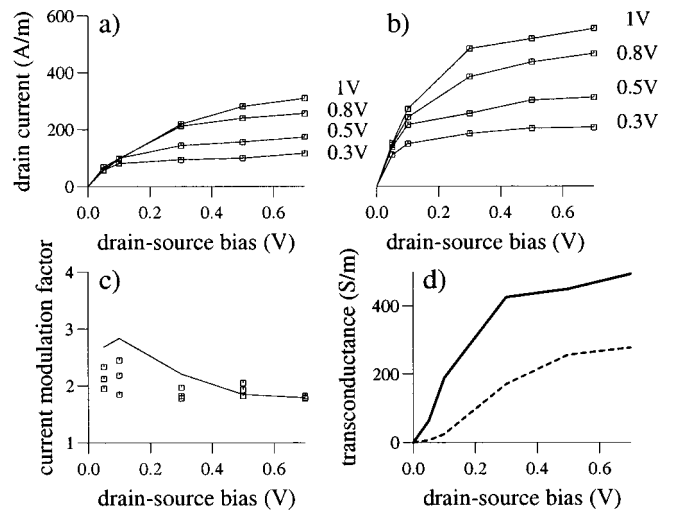 a)
drain current (A/m)
600
400
200
0
0.0 0.2 0.4 0.6
drain-source bias (V)
1V
0.8V
0.5V
0.3V
b)
0.0 0.2 0.4 0.6
drain-source bias (V)
1V
0.8V
0.5V
0.3V
c)
current modulation factor
4
3
2
1
0.0 0.2 0.4 0.6
drain-source bias (V)
d)
transconductance (S/m)
400
200
0
0.0 0.2 0.4 0.6
drain-source bias (V)